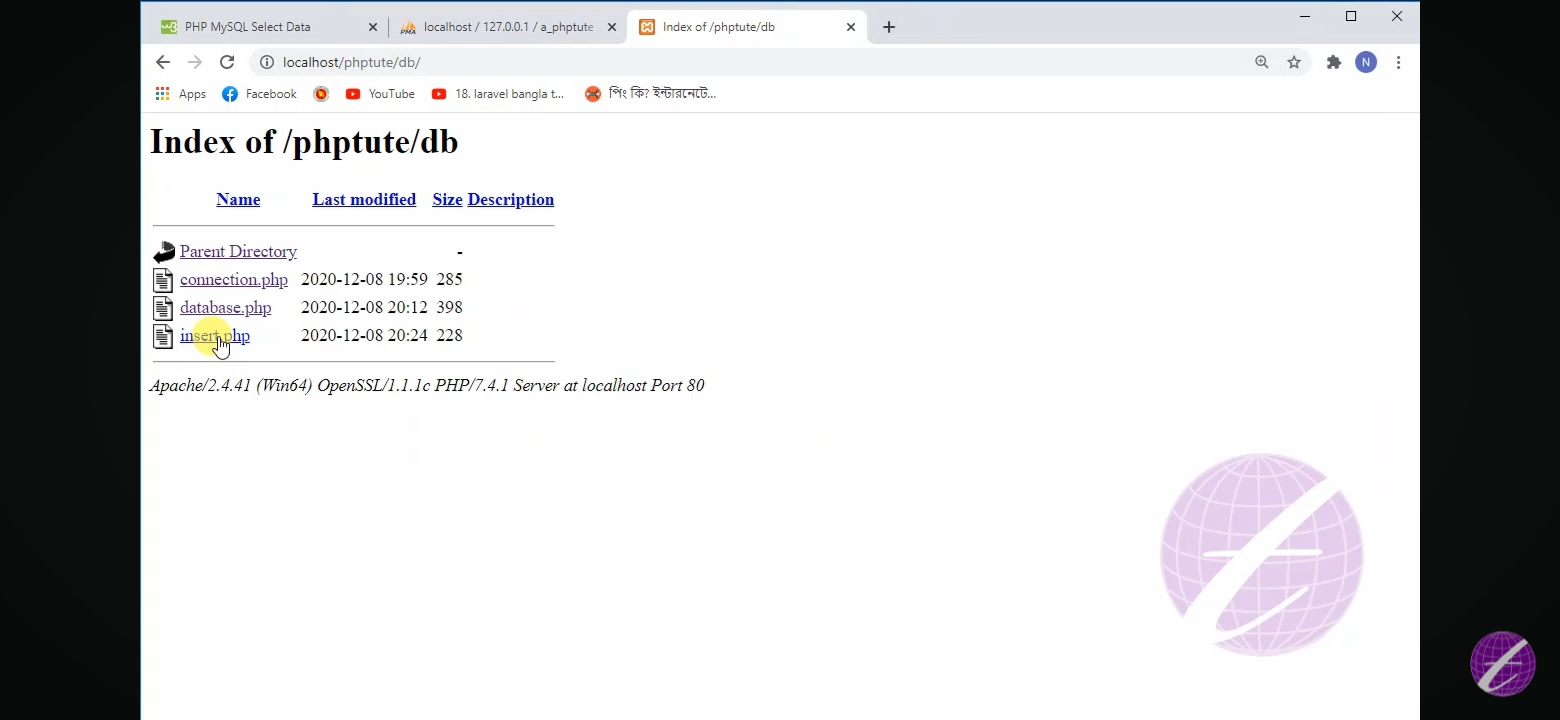 PHP MySQL Select Data
localhost / 127.0.0.1 / a_phptute
Index of /phptute/db
localhost/phptute/db/
N
Apps
Facebook
YouTube
18. laravel bangla t...
পিং কি? ইন্টারনেটে...
Index of /phptute/db
Name Last modified Size Description
Parent Directory -
connection.php 2020-12-08 19:59 285
database.php 2020-12-08 20:12 398
insert.php 2020-12-08 20:24 228
Apache/2.4.41 (Win64) OpenSSL/1.1.1c PHP/7.4.1 Server at localhost Port 80